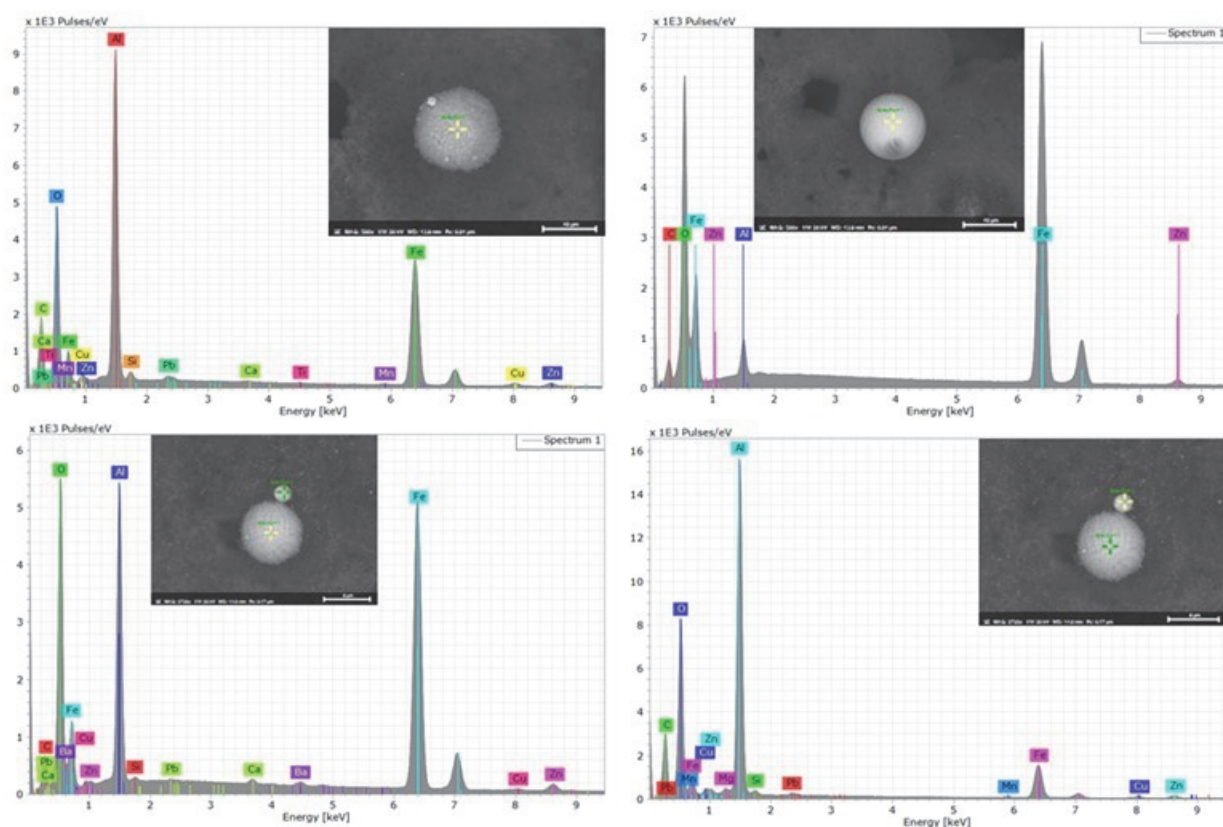 x 1E3 Pulses/eV
Al
9
8
7
6
O
5
4
Fe
3
C
2
Ca
Ti
Fe
Cu
1
Pb
Mn
Zn
Si
Pb
Ca
Ti
Mn
Cu
Zn
0
1 2 3 4 5 6 7 8 9
Energy [keV]
x 1E3 Pulses/eV
Spectrum 1
7
6
5
4
Fe
C
O
Zn
Al
Fe
Zn
3
2
1
0
1 2 3 4 5 6 7 8 9
Energy [keV]
x 1E3 Pulses/eV
Spectrum 1
6
O
Al
Fe
5
4
3
2
Fe
C
Cu
1
Pb
Ba
Ca
Zn
Si
Pb
Ca
Ba
Cu
Zn
0
1 2 3 4 5 6 7 8 9
Energy [keV]
x 1E3 Pulses/eV
Al
16
14
12
10
O
8
6
4
C
Fe
2
Zn
Cu
Fe
Pb
Mn
Mg
Si
Pb
Mn
Cu
Zn
0
1 2 3 4 5 6 7 8 9
Energy [keV]